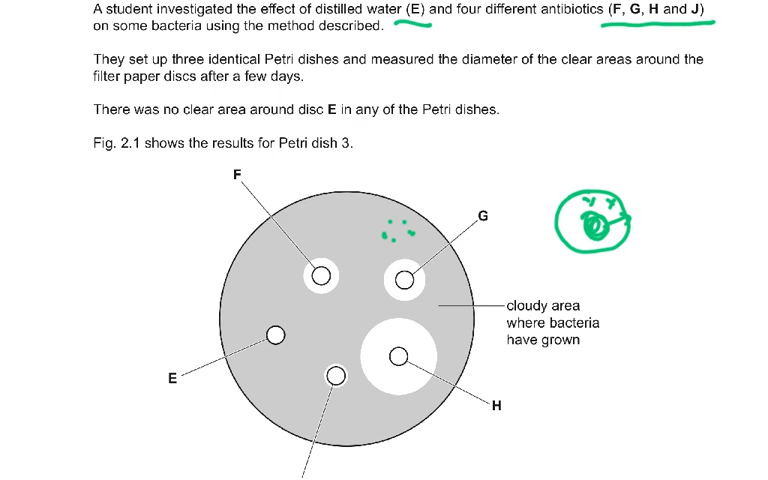 A student investigated the effect of distilled water (E) and four different antibiotics (F, G, H and J)
on some bacteria using the method described.
They set up three identical Petri dishes and measured the diameter of the clear areas around the
filter paper discs after a few days.
There was no clear area around disc E in any of the Petri dishes.
Fig. 2.1 shows the results for Petri dish 3.
F
G
cloudy area
where bacteria
have grown
E
H